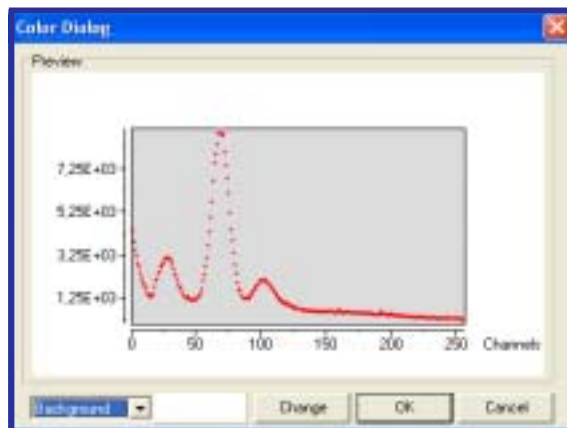 Color Dialog
Preview
7,25E+03
5,25E+03
3,25E+03
1,25E+03
0 50 100 150 200 250 Channels
Background Change OK Cancel